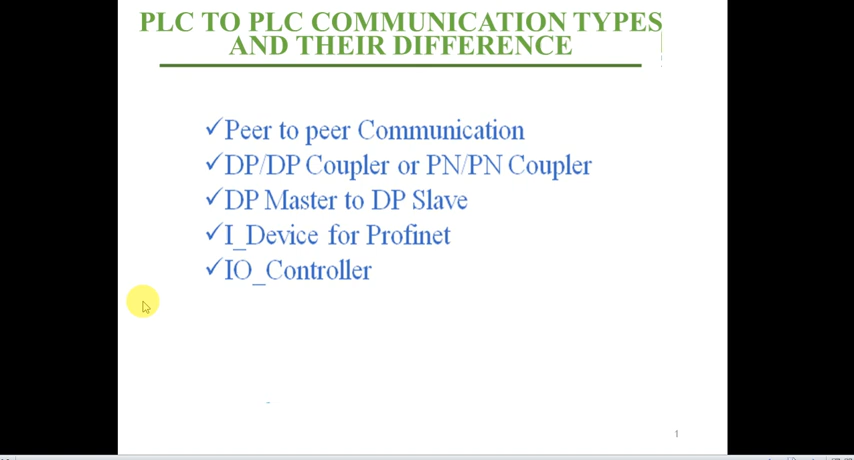 PLC TO PLC COMMUNICATION TYPES
AND THEIR DIFFERENCE
✓Peer to peer Communication
✓DP/DP Coupler or PN/PN Coupler
✓DP Master to DP Slave
✓I_Device for Profinet
✓IO_Controller
1